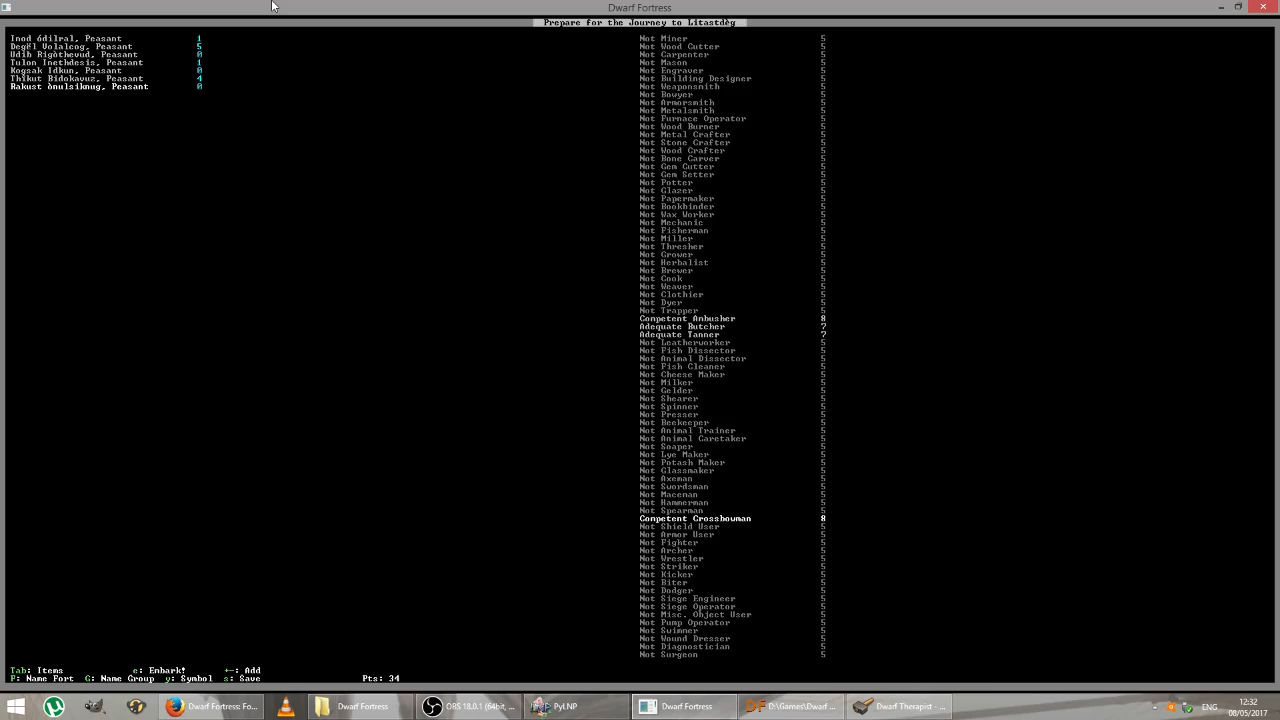 Dwarf Fortress
Prepare for the Journey to Litastdèg
Inod ódilral, Peasant 1
Degël Volalcog, Peasant 5
Udib Rigòthevud, Peasant 0
Tulon Inethdesis, Peasant 1
Kogsak Idkun, Peasant 0
Thîkut Bidokavuz, Peasant 4
Rakust ònulsiknug, Peasant 0
Not Miner 5
Not Wood Cutter 5
Not Carpenter 5
Not Mason 5
Not Engraver 5
Not Building Designer 5
Not Weaponsmith 5
Not Bowyer 5
Not Armorsmith 5
Not Metalsmith 5
Not Furnace Operator 5
Not Wood Burner 5
Not Metal Crafter 5
Not Stone Crafter 5
Not Wood Crafter 5
Not Bone Carver 5
Not Gem Cutter 5
Not Gem Setter 5
Not Potter 5
Not Glazer 5
Not Papermaker 5
Not Bookbinder 5
Not Wax Worker 5
Not Mechanic 5
Not Fisherman 5
Not Miller 5
Not Thresher 5
Not Grower 5
Not Herbalist 5
Not Brewer 5
Not Cook 5
Not Weaver 5
Not Clothier 5
Not Dyer 5
Not Trapper 5
Competent Ambusher 8
Adequate Butcher 7
Adequate Tanner 7
Not Leatherworker 5
Not Fish Dissector 5
Not Animal Dissector 5
Not Fish Cleaner 5
Not Cheese Maker 5
Not Milker 5
Not Gelder 5
Not Shearer 5
Not Spinner 5
Not Presser 5
Not Beekeeper 5
Not Animal Trainer 5
Not Animal Caretaker 5
Not Soaper 5
Not Lye Maker 5
Not Potash Maker 5
Not Glassmaker 5
Not Axeman 5
Not Swordsman 5
Not Maceman 5
Not Hammerman 5
Not Spearman 5
Competent Crossbowman 8
Not Shield User 5
Not Armor User 5
Not Fighter 5
Not Archer 5
Not Wrestler 5
Not Striker 5
Not Kicker 5
Not Biter 5
Not Dodger 5
Not Siege Engineer 5
Not Siege Operator 5
Not Misc. Object User 5
Not Pump Operator 5
Not Swimmer 5
Not Wound Dresser 5
Not Diagnostician 5
Not Surgeon 5
Tab: Items e: Embark! ←→: Add
F: Name Fort G: Name Group y: Symbol s: Save Pts: 34
Dwarf Fortress: Fo... Dwarf Fortress OBS 18.0.1 (64bit, ... PyLNP Dwarf Fortress DF D:\Games\Dwarf ... Dwarf Therapist - ... ENG 12:32
08/05/2017